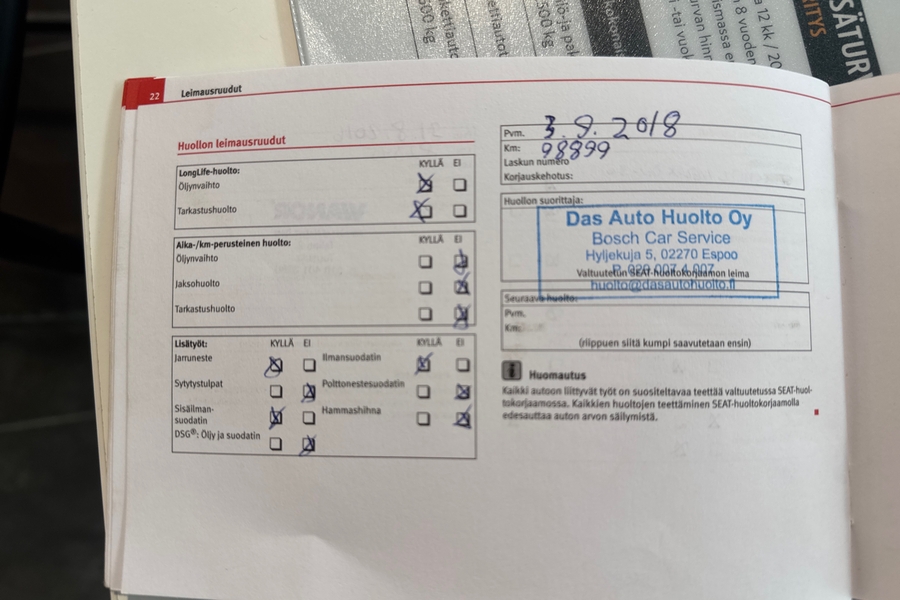 22 Leimausruudut
Huollon leimausruudut
LongLife-huolto: KYLLÄ EI
Öljynvaihto
Tarkastushuolto
Aika-/km-perusteinen huolto: KYLLÄ EI
Öljynvaihto
Jaksohuolto
Tarkastushuolto
Lisätyöt: KYLLÄ EI KYLLÄ EI
Jarruneste Ilmansuodatin
Sytytystulpat Polttonestesuodatin
Sisäilman-
suodatin Hammashihna
DSG®: Öljy ja suodatin
Pvm. 3.9.2018
Km: 98899
Laskun numero
Korjauskehotus:
Huollon suorittaja:
Das Auto Huolto Oy
Bosch Car Service
Hyljekuja 5, 02270 Espoo
Valtuutetun SEAT-huoltokorjaamon leima
huolto@dasautohuolto.fi
Seuraava huolto:
Pvm.
Km:
(riippuen siitä kumpi saavutetaan ensin)
Huomautus
Kaikki autoon liittyvät työt on suositeltavaa teettää valtuutetussa SEAT-huol-
tokorjaamossa. Kaikkien huoltojen teettäminen SEAT-huoltokorjaamolla
edesauttaa auton arvon säilymistä.